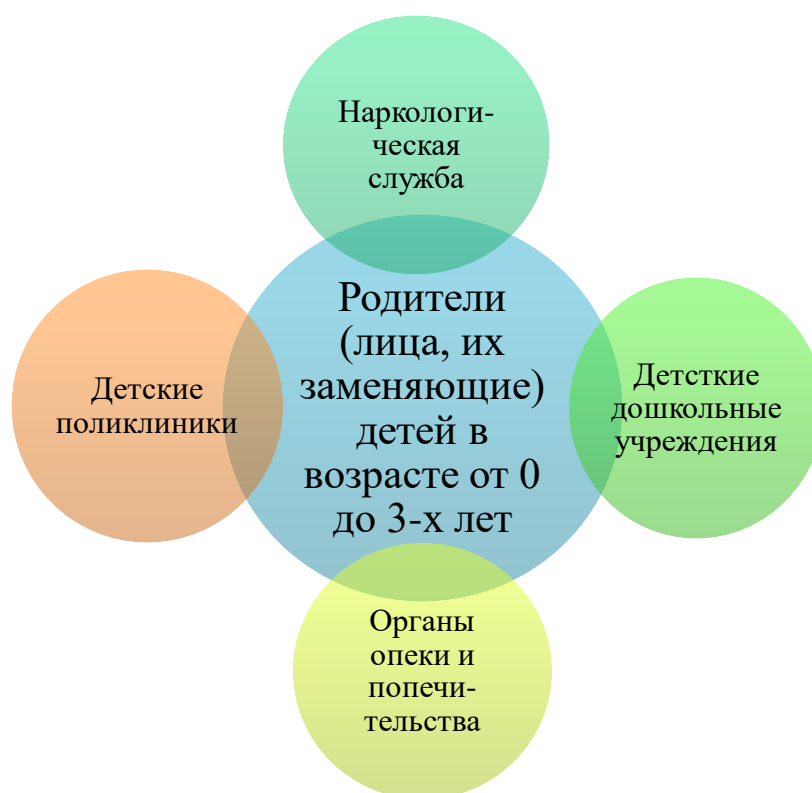 Наркологи-
ческая
служба
Родители
(лица, их
заменяющие)
детей в
возрасте от 0
до 3-х лет
Детские
поликлиники
Детсткие
дошкольные
учреждения
Органы
опеки и
попечи-
тельства